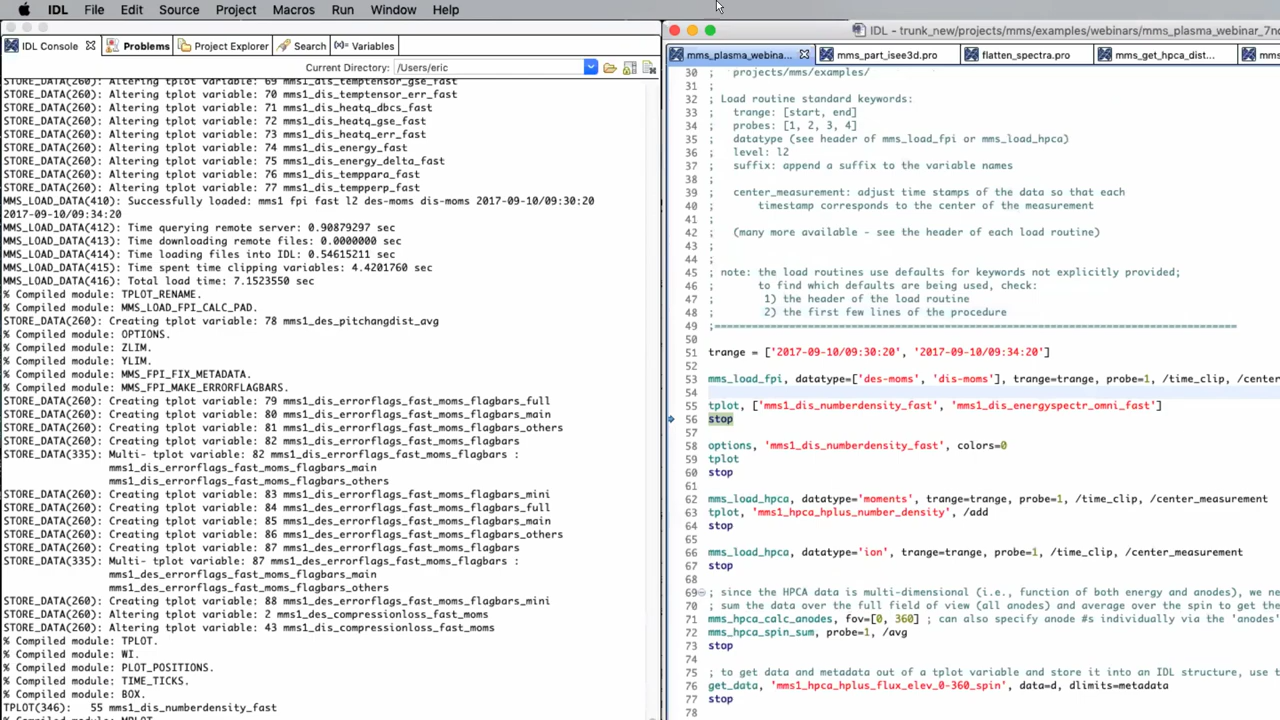 IDL File Edit Source Project Macros Run Window Help
IDL Console Problems Project Explorer Search (x)= Variables
Current Directory: /Users/eric
STORE_DATA(260): Altering tplot variable: 69 mms1_dis_temptensor_gse_fast
STORE_DATA(260): Altering tplot variable: 70 mms1_dis_temptensor_err_fast
STORE_DATA(260): Altering tplot variable: 71 mms1_dis_heatq_dbcs_fast
STORE_DATA(260): Altering tplot variable: 72 mms1_dis_heatq_gse_fast
STORE_DATA(260): Altering tplot variable: 73 mms1_dis_heatq_err_fast
STORE_DATA(260): Altering tplot variable: 74 mms1_dis_energy_fast
STORE_DATA(260): Altering tplot variable: 75 mms1_dis_energy_delta_fast
STORE_DATA(260): Altering tplot variable: 76 mms1_dis_temppara_fast
STORE_DATA(260): Altering tplot variable: 77 mms1_dis_tempperp_fast
MMS_LOAD_DATA(410): Successfully loaded: mms1 fpi fast l2 des-moms dis-moms 2017-09-10/09:30:20
2017-09-10/09:34:20
MMS_LOAD_DATA(412): Time querying remote server: 0.90879297 sec
MMS_LOAD_DATA(413): Time downloading remote files: 0.0000000 sec
MMS_LOAD_DATA(414): Time loading files into IDL: 0.54615211 sec
MMS_LOAD_DATA(415): Time spent time clipping variables: 4.4201760 sec
MMS_LOAD_DATA(416): Total load time: 7.1523550 sec
% Compiled module: TPLOT_RENAME.
% Compiled module: MMS_LOAD_FPI_CALC_PAD.
STORE_DATA(260): Creating tplot variable: 78 mms1_des_pitchangdist_avg
% Compiled module: OPTIONS.
% Compiled module: ZLIM.
% Compiled module: YLIM.
% Compiled module: MMS_FPI_FIX_METADATA.
% Compiled module: MMS_FPI_MAKE_ERRORFLAGBARS.
STORE_DATA(260): Creating tplot variable: 79 mms1_dis_errorflags_fast_moms_flagbars_full
STORE_DATA(260): Creating tplot variable: 80 mms1_dis_errorflags_fast_moms_flagbars_main
STORE_DATA(260): Creating tplot variable: 81 mms1_dis_errorflags_fast_moms_flagbars_others
STORE_DATA(260): Creating tplot variable: 82 mms1_dis_errorflags_fast_moms_flagbars
STORE_DATA(335): Multi- tplot variable: 82 mms1_dis_errorflags_fast_moms_flagbars :
mms1_dis_errorflags_fast_moms_flagbars_main
mms1_dis_errorflags_fast_moms_flagbars_others
STORE_DATA(260): Creating tplot variable: 83 mms1_dis_errorflags_fast_moms_flagbars_mini
STORE_DATA(260): Creating tplot variable: 84 mms1_des_errorflags_fast_moms_flagbars_full
STORE_DATA(260): Creating tplot variable: 85 mms1_des_errorflags_fast_moms_flagbars_main
STORE_DATA(260): Creating tplot variable: 86 mms1_des_errorflags_fast_moms_flagbars_others
STORE_DATA(260): Creating tplot variable: 87 mms1_des_errorflags_fast_moms_flagbars
STORE_DATA(335): Multi- tplot variable: 87 mms1_des_errorflags_fast_moms_flagbars :
mms1_des_errorflags_fast_moms_flagbars_main
mms1_des_errorflags_fast_moms_flagbars_others
STORE_DATA(260): Creating tplot variable: 88 mms1_des_errorflags_fast_moms_flagbars_mini
STORE_DATA(260): Altering tplot variable: 2 mms1_des_compressionloss_fast_moms
STORE_DATA(260): Altering tplot variable: 43 mms1_dis_compressionloss_fast_moms
% Compiled module: TPLOT.
% Compiled module: WI.
% Compiled module: PLOT_POSITIONS.
% Compiled module: TIME_TICKS.
% Compiled module: BOX.
TPLOT(346): 55 mms1_dis_numberdensity_fast
IDL - trunk_new/projects/mms/examples/webinars/mms_plasma_webinar_7nd
mms_plasma_webina... mms_part_isee3d.pro flatten_spectra.pro mms_get_hpca_dist... mms
30 ; projects/mms/examples/
31 ;
32 ; Load routine standard keywords:
33 ; trange: [start, end]
34 ; probes: [1, 2, 3, 4]
35 ; datatype (see header of mms_load_fpi or mms_load_hpca)
36 ; level: l2
37 ; suffix: append a suffix to the variable names
38 ;
39 ; center_measurement: adjust time stamps of the data so that each
40 ; timestamp corresponds to the center of the measurement
41 ;
42 ; (many more available - see the header of each load routine)
43 ;
44 ;
45 ; note: the load routines use defaults for keywords not explicitly provided;
46 ; to find which defaults are being used, check:
47 ; 1) the header of the load routine
48 ; 2) the first few lines of the procedure
49 ;==============================================================================
50
51 trange = ['2017-09-10/09:30:20', '2017-09-10/09:34:20']
52
53 mms_load_fpi, datatype=['des-moms', 'dis-moms'], trange=trange, probe=1, /time_clip, /center
54
55 tplot, ['mms1_dis_numberdensity_fast', 'mms1_dis_energyspectr_omni_fast']
56 stop
57
58 options, 'mms1_dis_numberdensity_fast', colors=0
59 tplot
60 stop
61
62 mms_load_hpca, datatype='moments', trange=trange, probe=1, /time_clip, /center_measurement
63 tplot, 'mms1_hpca_hplus_number_density', /add
64 stop
65
66 mms_load_hpca, datatype='ion', trange=trange, probe=1, /time_clip, /center_measurement
67 stop
68
69 ; since the HPCA data is multi-dimensional (i.e., function of both energy and anodes), we ne
70 ; sum the data over the full field of view (all anodes) and average over the spin to get the
71 mms_hpca_calc_anodes, fov=[0, 360] ; can also specify anode #s individually via the 'anodes'
72 mms_hpca_spin_sum, probe=1, /avg
73 stop
74
75 ; to get data and metadata out of a tplot variable and store it into an IDL structure, use t
76 get_data, 'mms1_hpca_hplus_flux_elev_0-360_spin', data=d, dlimits=metadata
77 stop
78